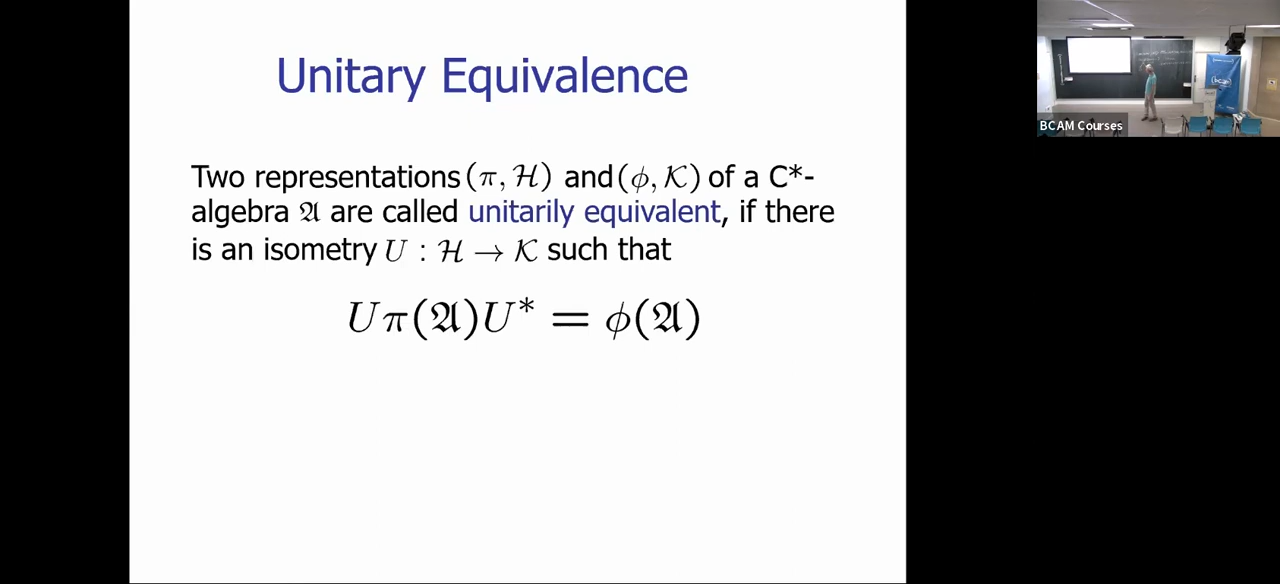 Unitary Equivalence
Two representations (π, ℋ) and (ϕ, 𝒦) of a C*-
algebra 𝔄 are called unitarily equivalent, if there
is an isometry U : ℋ → 𝒦 such that
Uπ(𝔄)U* = ϕ(𝔄)
BCAM Courses